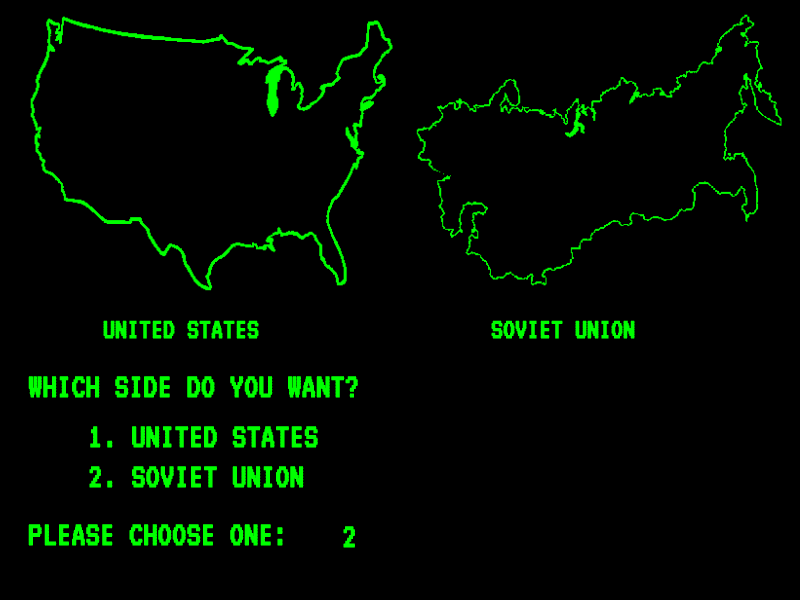 UNITED STATES
SOVIET UNION
WHICH SIDE DO YOU WANT?
1. UNITED STATES
2. SOVIET UNION
PLEASE CHOOSE ONE: 2